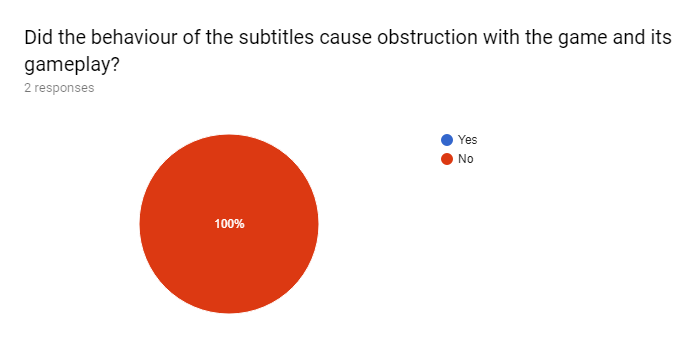 Did the behaviour of the subtitles cause obstruction with the game and its
gameplay?
2 responses
Yes
No
100%